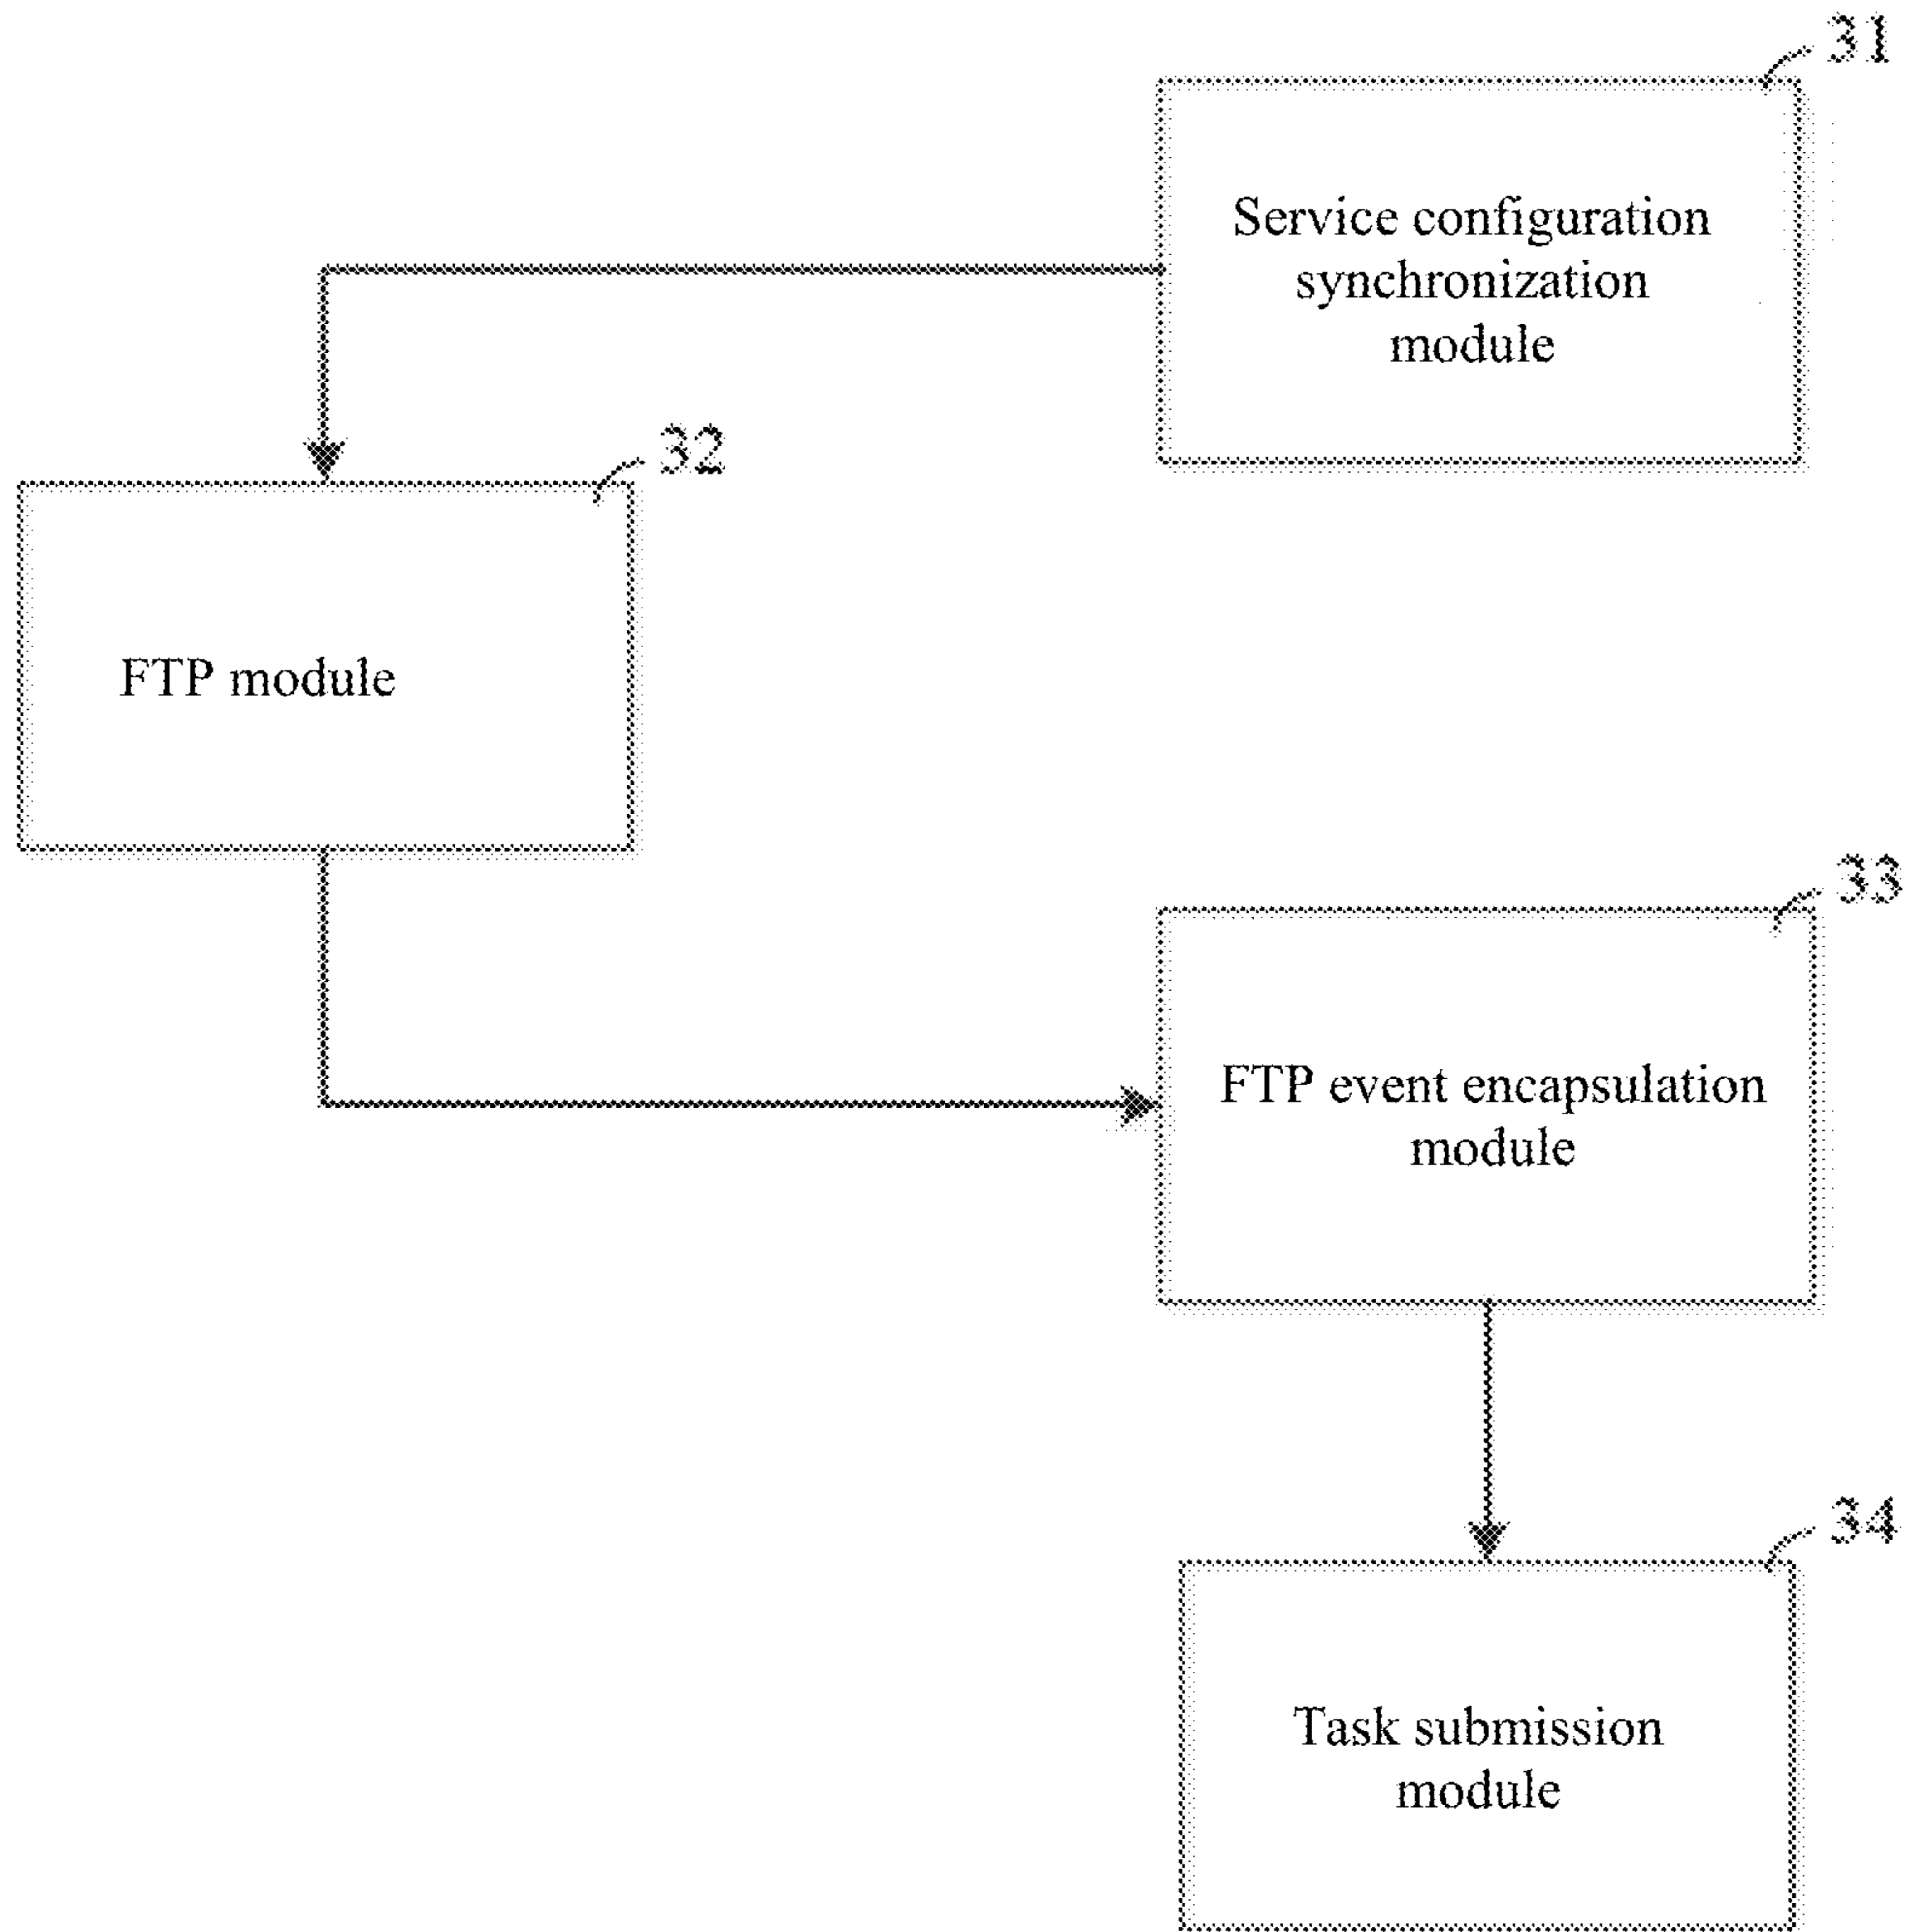 31
Service configuration
synchronization
module
32
FTP module
33
FTP event encapsulation
module
34
Task submission
module